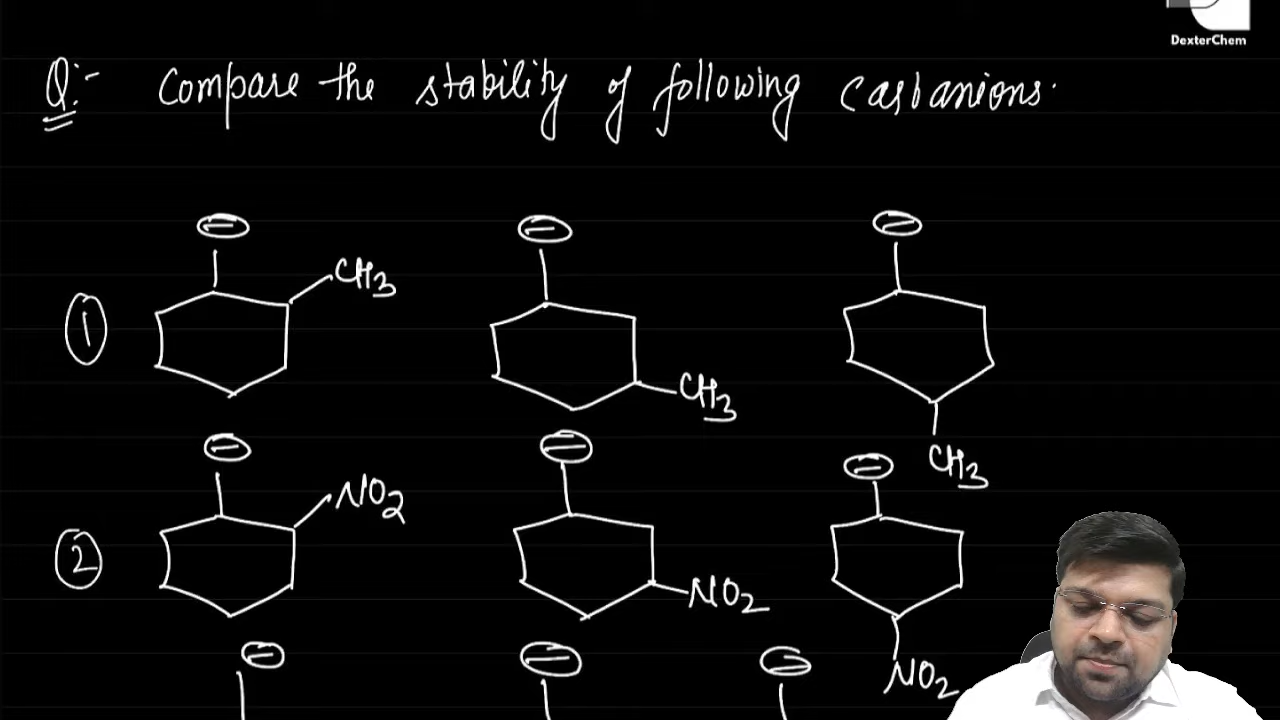 DexterChem
Q:- Compare the stability of following carbanions.
⊖ ⊖ ⊖
① CH3 CH3 CH3
⊖ ⊖ ⊖
② NO2 NO2 NO2
⊖ ⊖ ⊖